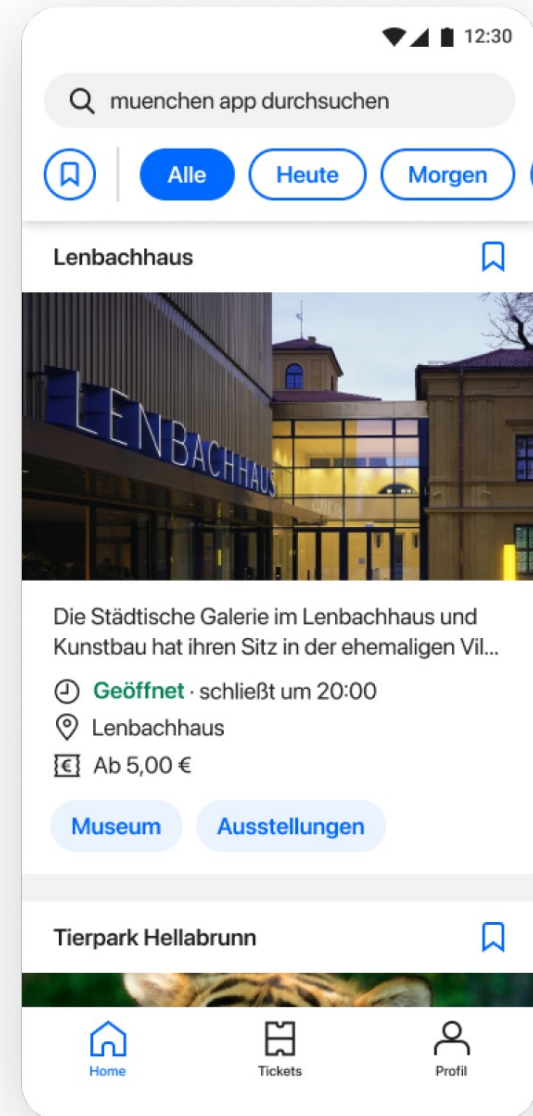 12:30
muenchen app durchsuchen
Alle Heute Morgen
Lenbachhaus
LENBACHHAUS
Die Städtische Galerie im Lenbachhaus und
Kunstbau hat ihren Sitz in der ehemaligen Vil...
Geöffnet · schließt um 20:00
Lenbachhaus
Ab 5,00 €
Museum Ausstellungen
Tierpark Hellabrunn
Home Tickets Profil